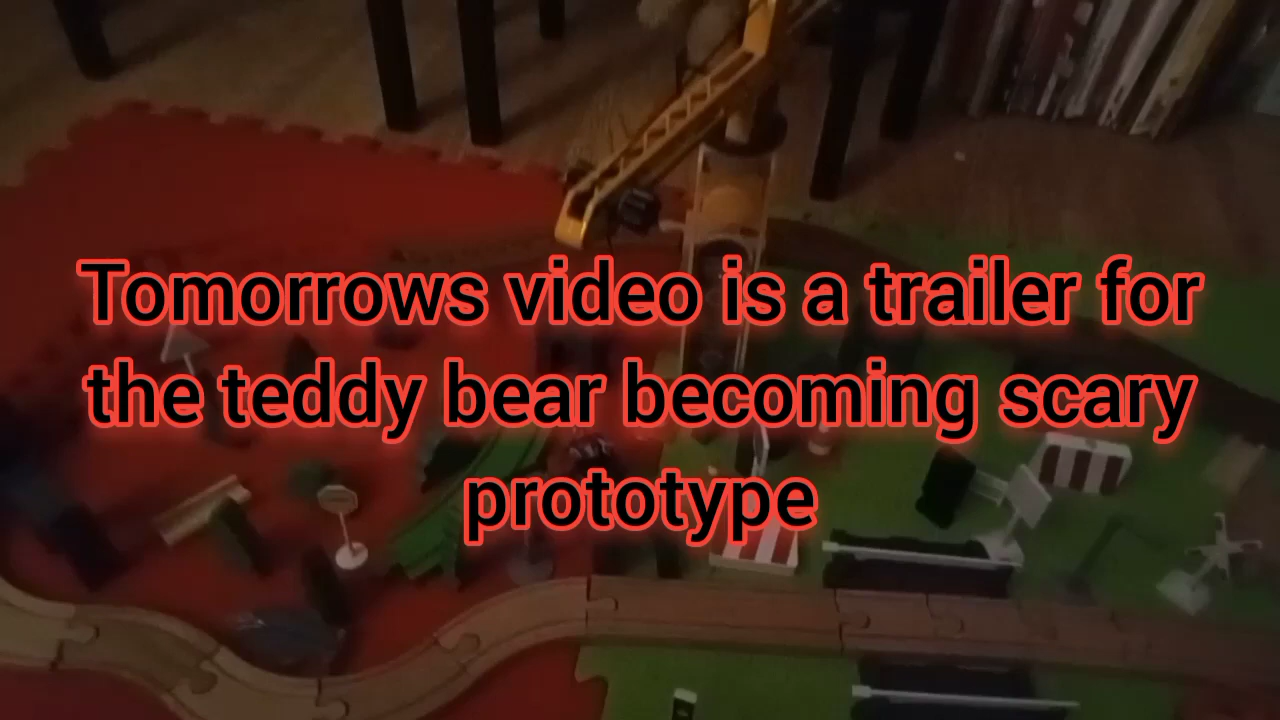 Tomorrows video is a trailer for
the teddy bear becoming scary
prototype